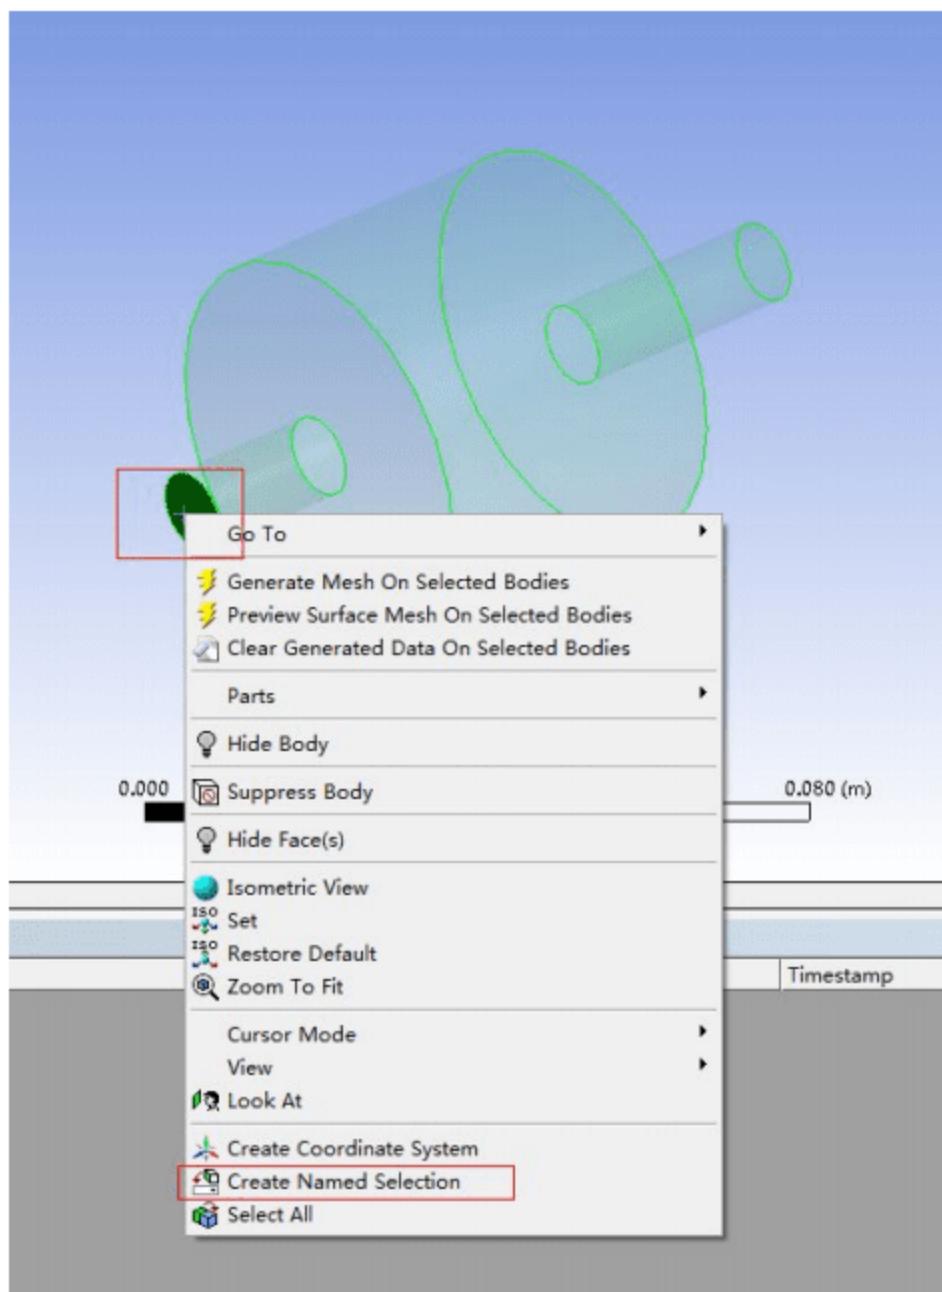 Go To
Generate Mesh On Selected Bodies
Preview Surface Mesh On Selected Bodies
Clear Generated Data On Selected Bodies
Parts
Hide Body
0.000
0.080 (m)
Suppress Body
Hide Face(s)
Isometric View
ISO
Set
ISO
Restore Default
Timestamp
Zoom To Fit
Cursor Mode
View
Look At
Create Coordinate System
Create Named Selection
Select All